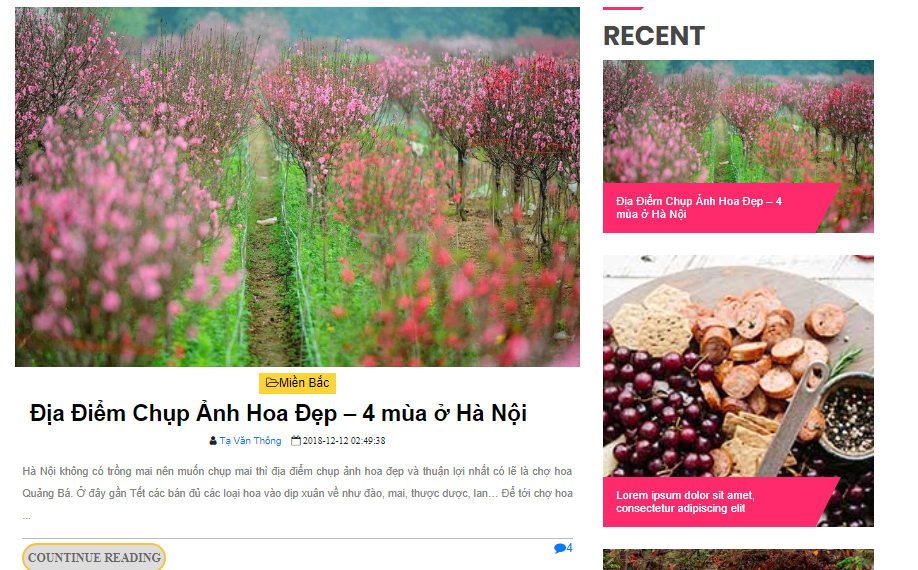 Miền Bắc
Địa Điểm Chụp Ảnh Hoa Đẹp – 4 mùa ở Hà Nội
Tạ Văn Thông 2018-12-12 02:49:38
Hà Nội không có trồng mai nên muốn chụp mai thì địa điểm chụp ảnh hoa đẹp và thuận lợi nhất có lẽ là chợ hoa
Quảng Bá. Ở đây gần Tết các bán đủ các loại hoa vào dịp xuân về như đào, mai, thược dược, lan… Để tới chợ hoa
...
COUNTINUE READING
4
RECENT
Địa Điểm Chụp Ảnh Hoa Đẹp – 4
mùa ở Hà Nội
Lorem ipsum dolor sit amet,
consectetur adipiscing elit